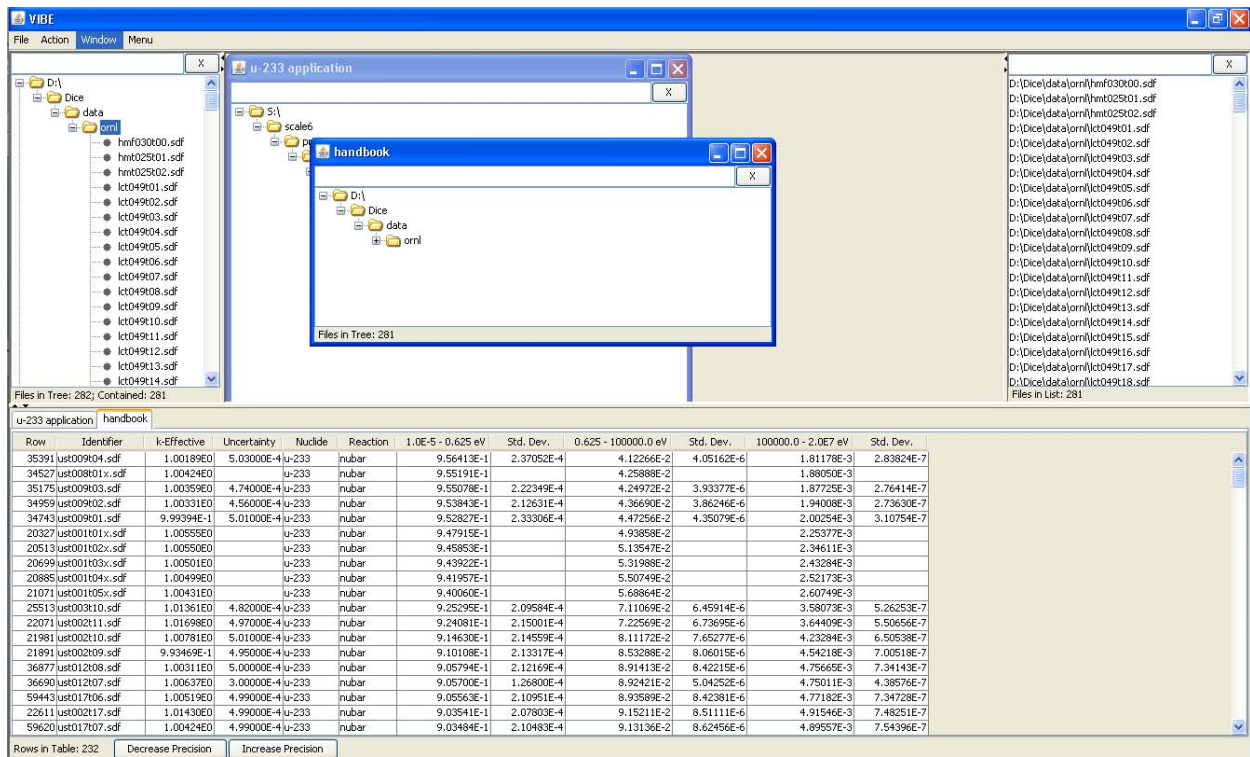 VIBE
File Action Window Menu
X
D:\
Dice
data
ornl
hmf030t00.sdf
hmt025t01.sdf
hmt025t02.sdf
lct049t01.sdf
lct049t02.sdf
lct049t03.sdf
lct049t04.sdf
lct049t05.sdf
lct049t06.sdf
lct049t07.sdf
lct049t08.sdf
lct049t09.sdf
lct049t10.sdf
lct049t11.sdf
lct049t12.sdf
lct049t13.sdf
lct049t14.sdf
Files in Tree: 282; Contained: 281
u-233 application
X
S:\
scale6
handbook
X
D:\
Dice
data
ornl
Files in Tree: 281
X
D:\Dice\data\ornl\hmf030t00.sdf
D:\Dice\data\ornl\hmt025t01.sdf
D:\Dice\data\ornl\hmt025t02.sdf
D:\Dice\data\ornl\lct049t01.sdf
D:\Dice\data\ornl\lct049t02.sdf
D:\Dice\data\ornl\lct049t03.sdf
D:\Dice\data\ornl\lct049t04.sdf
D:\Dice\data\ornl\lct049t05.sdf
D:\Dice\data\ornl\lct049t06.sdf
D:\Dice\data\ornl\lct049t07.sdf
D:\Dice\data\ornl\lct049t08.sdf
D:\Dice\data\ornl\lct049t09.sdf
D:\Dice\data\ornl\lct049t10.sdf
D:\Dice\data\ornl\lct049t11.sdf
D:\Dice\data\ornl\lct049t12.sdf
D:\Dice\data\ornl\lct049t13.sdf
D:\Dice\data\ornl\lct049t14.sdf
D:\Dice\data\ornl\lct049t15.sdf
D:\Dice\data\ornl\lct049t16.sdf
D:\Dice\data\ornl\lct049t17.sdf
D:\Dice\data\ornl\lct049t18.sdf
Files in List: 281
u-233 application handbook
Row Identifier k-Effective Uncertainty Nuclide Reaction 1.0E-5 - 0.625 eV Std. Dev. 0.625 - 100000.0 eV Std. Dev. 100000.0 - 2.0E7 eV Std. Dev.
35391 ust009t04.sdf 1.00189E0 5.03000E-4 u-233 nubar 9.56413E-1 2.37052E-4 4.12266E-2 4.05162E-6 1.81178E-3 2.83824E-7
34527 ust008t01x.sdf 1.00424E0 u-233 nubar 9.55191E-1 4.25888E-2 1.88050E-3
35175 ust009t03.sdf 1.00359E0 4.74000E-4 u-233 nubar 9.55078E-1 2.22349E-4 4.24972E-2 3.93377E-6 1.87725E-3 2.76414E-7
34959 ust009t02.sdf 1.00331E0 4.56000E-4 u-233 nubar 9.53843E-1 2.12631E-4 4.36690E-2 3.86246E-6 1.94008E-3 2.73630E-7
34743 ust009t01.sdf 9.99394E-1 5.01000E-4 u-233 nubar 9.52827E-1 2.33306E-4 4.47256E-2 4.35079E-6 2.00254E-3 3.10754E-7
20327 ust001t01x.sdf 1.00555E0 u-233 nubar 9.47915E-1 4.93858E-2 2.25377E-3
20513 ust001t02x.sdf 1.00550E0 u-233 nubar 9.45853E-1 5.13547E-2 2.34611E-3
20699 ust001t03x.sdf 1.00501E0 u-233 nubar 9.43922E-1 5.31988E-2 2.43284E-3
20885 ust001t04x.sdf 1.00499E0 u-233 nubar 9.41957E-1 5.50749E-2 2.52173E-3
21071 ust001t05x.sdf 1.00431E0 u-233 nubar 9.40060E-1 5.68864E-2 2.60749E-3
25513 ust003t10.sdf 1.01361E0 4.82000E-4 u-233 nubar 9.25295E-1 2.09584E-4 7.11069E-2 6.45914E-6 3.58073E-3 5.26253E-7
22071 ust002t11.sdf 1.01698E0 4.97000E-4 u-233 nubar 9.24081E-1 2.15001E-4 7.22569E-2 6.73695E-6 3.64409E-3 5.50656E-7
21981 ust002t10.sdf 1.00781E0 5.01000E-4 u-233 nubar 9.14630E-1 2.14559E-4 8.11172E-2 7.65277E-6 4.23284E-3 6.50538E-7
21891 ust002t09.sdf 9.93469E-1 4.95000E-4 u-233 nubar 9.10108E-1 2.13317E-4 8.53288E-2 8.06015E-6 4.54218E-3 7.00518E-7
36877 ust012t08.sdf 1.00311E0 5.00000E-4 u-233 nubar 9.05794E-1 2.12169E-4 8.91413E-2 8.42215E-6 4.75665E-3 7.34143E-7
36690 ust012t07.sdf 1.00637E0 3.00000E-4 u-233 nubar 9.05700E-1 1.26800E-4 8.92421E-2 5.04252E-6 4.75011E-3 4.38576E-7
59443 ust017t06.sdf 1.00519E0 4.99000E-4 u-233 nubar 9.05563E-1 2.10951E-4 8.93589E-2 8.42381E-6 4.77182E-3 7.34728E-7
22611 ust002t17.sdf 1.01430E0 4.99000E-4 u-233 nubar 9.03541E-1 2.07803E-4 9.15211E-2 8.51111E-6 4.91546E-3 7.48251E-7
59620 ust017t07.sdf 1.00424E0 4.99000E-4 u-233 nubar 9.03484E-1 2.10483E-4 9.13136E-2 8.62456E-6 4.89557E-3 7.54396E-7
Rows in Table: 232 Decrease Precision Increase Precision